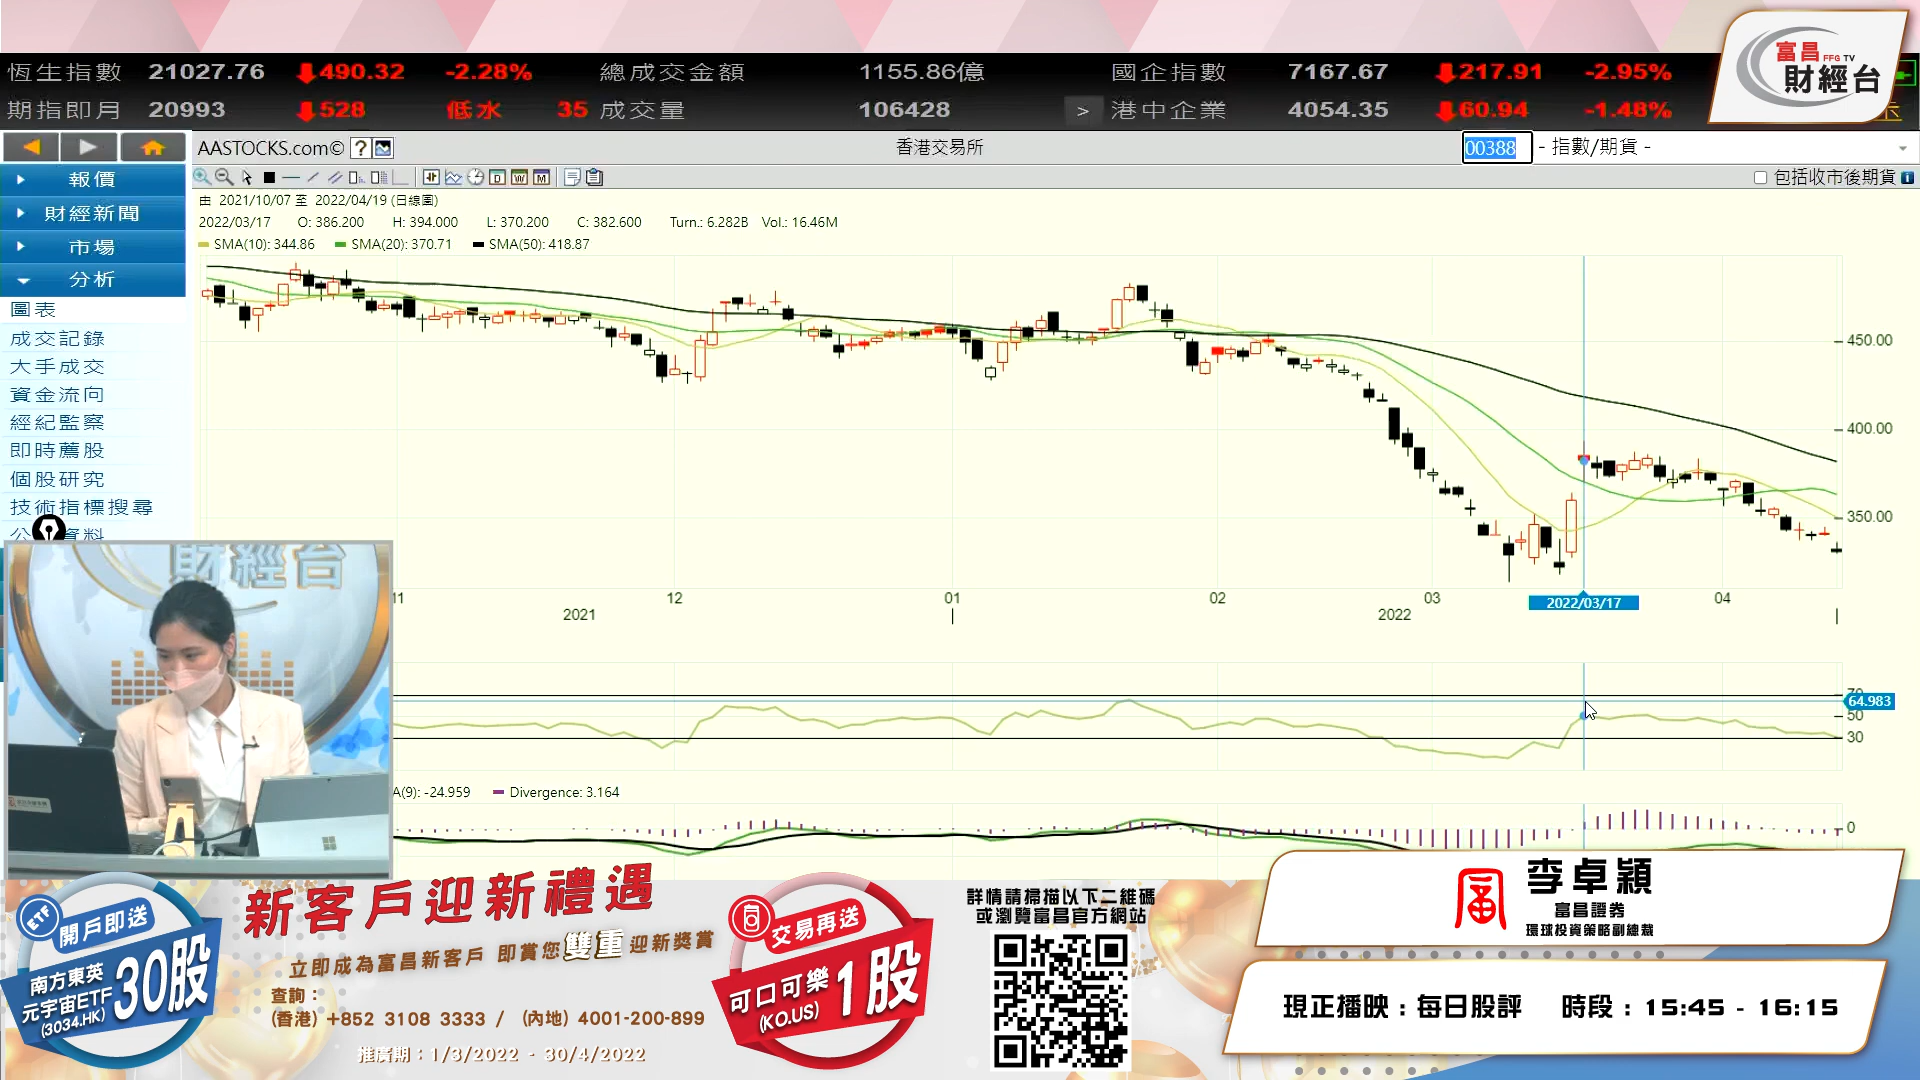 恆生指數 21027.76 490.32 -2.28% 總成交金額 1155.86億 國企指數 7167.67 217.91 -2.95%
期指即月 20993 528 低水 35 成交量 106428 > 港中企業 4054.35 60.94 -1.48%
富昌 FFG TV
財經台
AASTOCKS.com© ? 香港交易所 00388 - 指數/期貨 -
包括收市後期貨
報價
財經新聞
市場
分析
圖表
成交記錄
大手成交
資金流向
經紀監察
即時薦股
個股研究
技術指標搜尋
D W M
由 2021/10/07 至 2022/04/19 (日線圖)
2022/03/17 O: 386.200 H: 394.000 L: 370.200 C: 382.600 Turn.: 6.282B Vol.: 16.46M
SMA(10): 344.86 SMA(20): 370.71 SMA(50): 418.87
450.00
400.00
350.00
11 12 01 02 03 2022/03/17 04
2021 2022
70
64.983
50
30
A(9): -24.959 Divergence: 3.164
0
財經台
ETF
開戶即送
南方東英
元宇宙ETF
(3034.HK)
30股
新客戶迎新禮遇
立即成為富昌新客戶 即賞您雙重迎新獎賞
查詢：
(香港) +852 3108 3333 / (內地) 4001-200-899
推廣期：1/3/2022 - 30/4/2022
交易再送
可口可樂
(KO.US)
1股
詳情請掃描以下二維碼
或瀏覽富昌官方網站
李卓穎
富昌證券
環球投資策略副總裁
現正播映：每日股評 時段：15:45 - 16:15